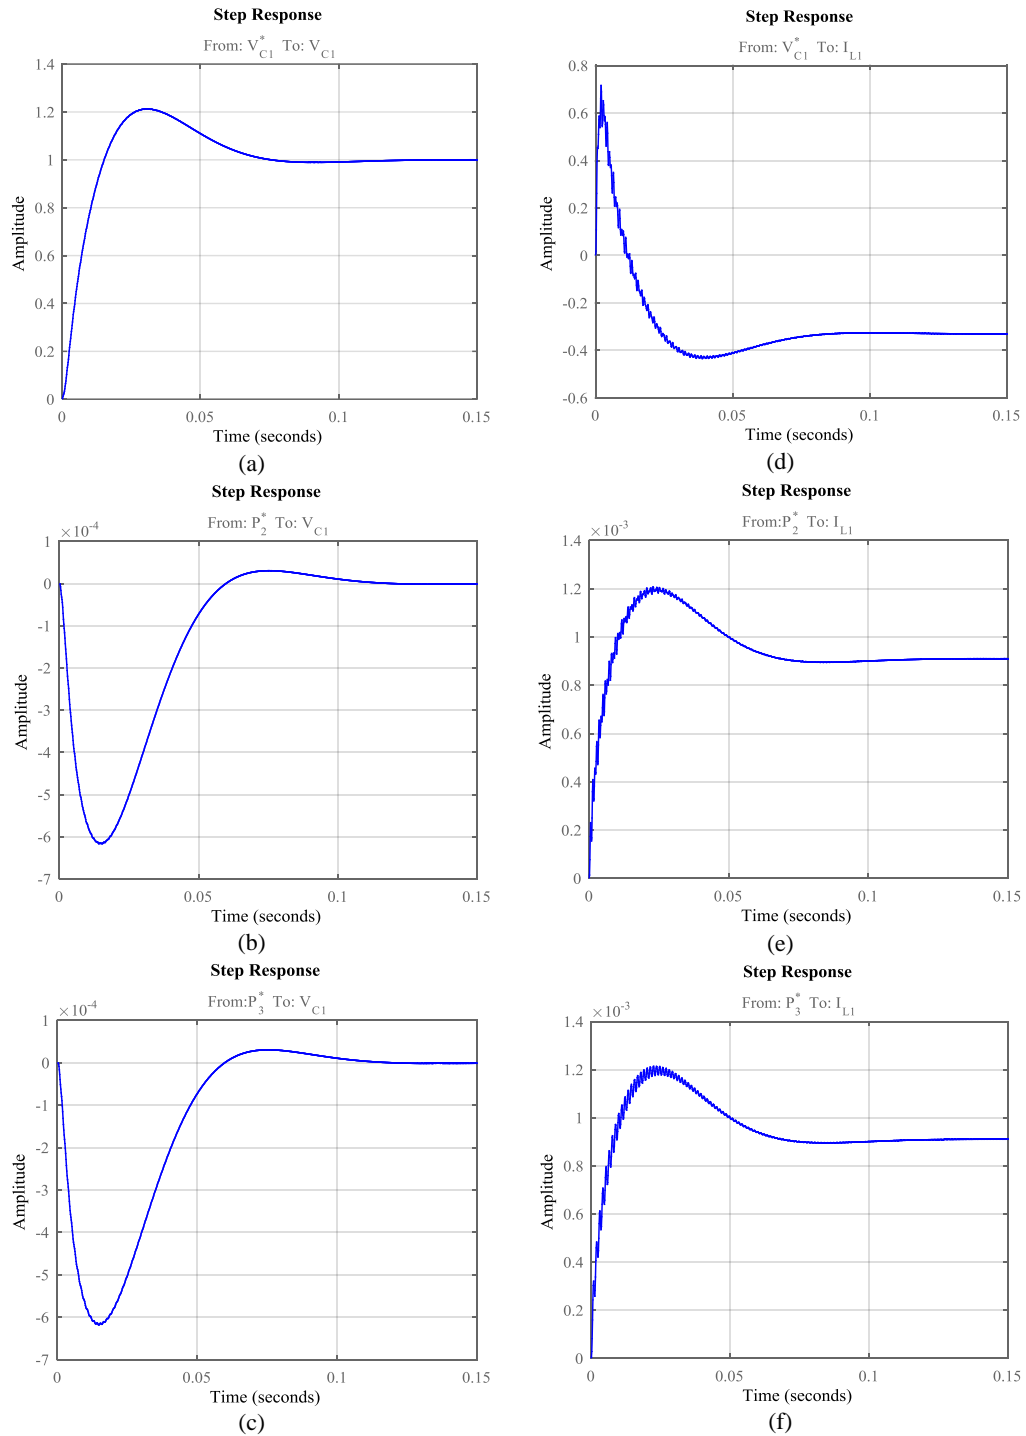 Step Response
From: V*C1 To: VC1
1.4
1.2
1
0.8
0.6
0.4
0.2
0
Amplitude
0 0.05 0.1 0.15
Time (seconds)
(a)
Step Response
From: V*C1 To: IL1
0.8
0.6
0.4
0.2
0
-0.2
-0.4
-0.6
Amplitude
0 0.05 0.1 0.15
Time (seconds)
(d)
Step Response
From: P*2 To: VC1
×10-4
1
0
-1
-2
-3
-4
-5
-6
-7
Amplitude
0 0.05 0.1 0.15
Time (seconds)
(b)
Step Response
From:P*2 To: IL1
×10-3
1.4
1.2
1
0.8
0.6
0.4
0.2
0
Amplitude
0 0.05 0.1 0.15
Time (seconds)
(e)
Step Response
From:P*3 To: VC1
×10-4
1
0
-1
-2
-3
-4
-5
-6
-7
Amplitude
0 0.05 0.1 0.15
Time (seconds)
(c)
Step Response
From: P*3 To: IL1
×10-3
1.4
1.2
1
0.8
0.6
0.4
0.2
0
Amplitude
0 0.05 0.1 0.15
Time (seconds)
(f)